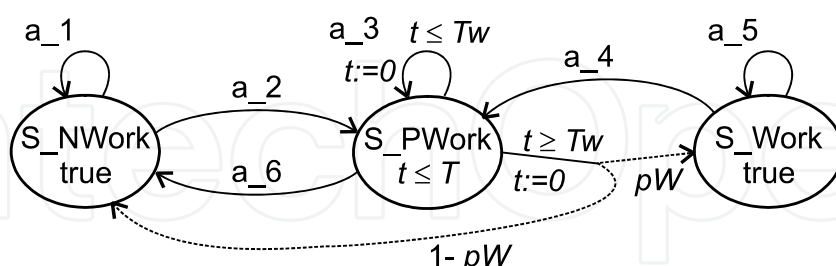 a_1
a_3
t ≤ Tw
t:=0
a_5
a_2
a_4
S_NWork
true
S_PWork
t ≤ T
t ≥ Tw
t:=0
S_Work
true
a_6
pW
1- pW